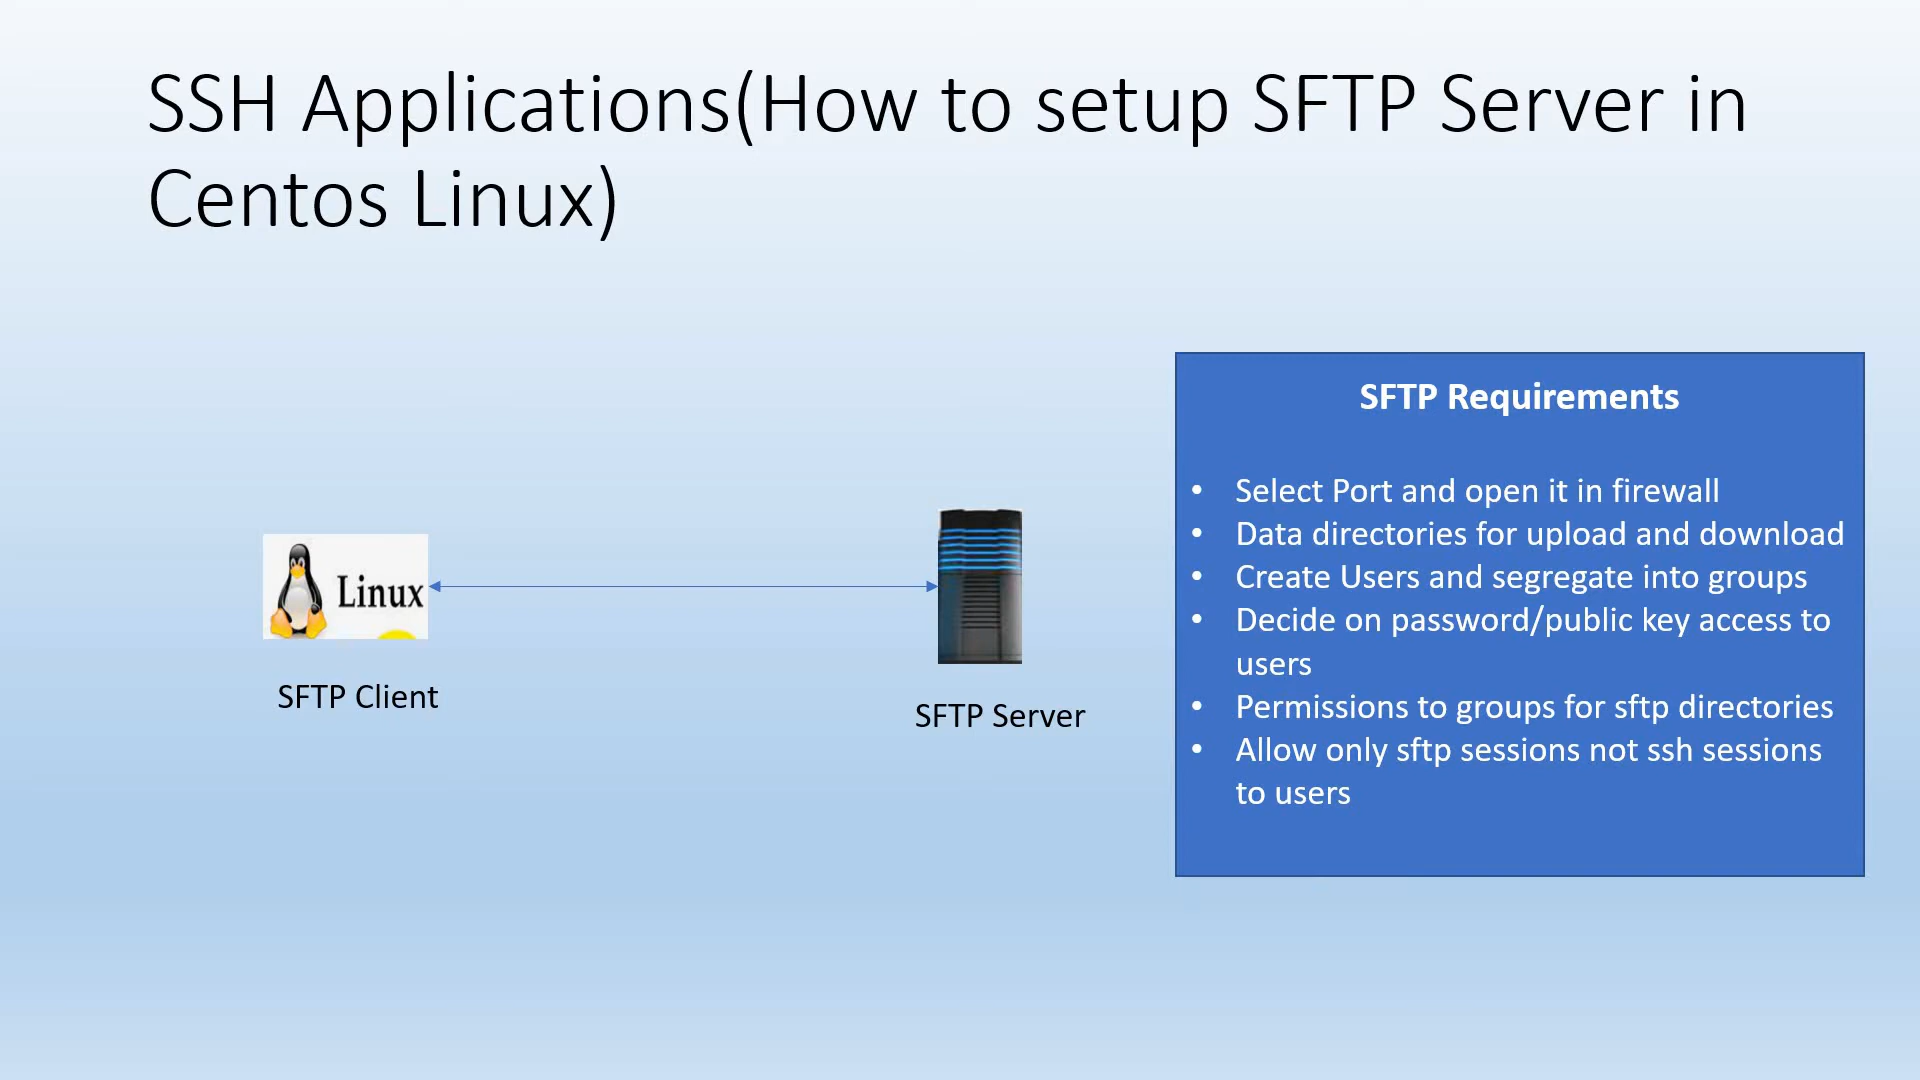 SSH Applications(How to setup SFTP Server in
Centos Linux)
SFTP Requirements
• Select Port and open it in firewall
• Data directories for upload and download
• Create Users and segregate into groups
• Decide on password/public key access to
users
• Permissions to groups for sftp directories
• Allow only sftp sessions not ssh sessions
to users
Linux
SFTP Client
SFTP Server